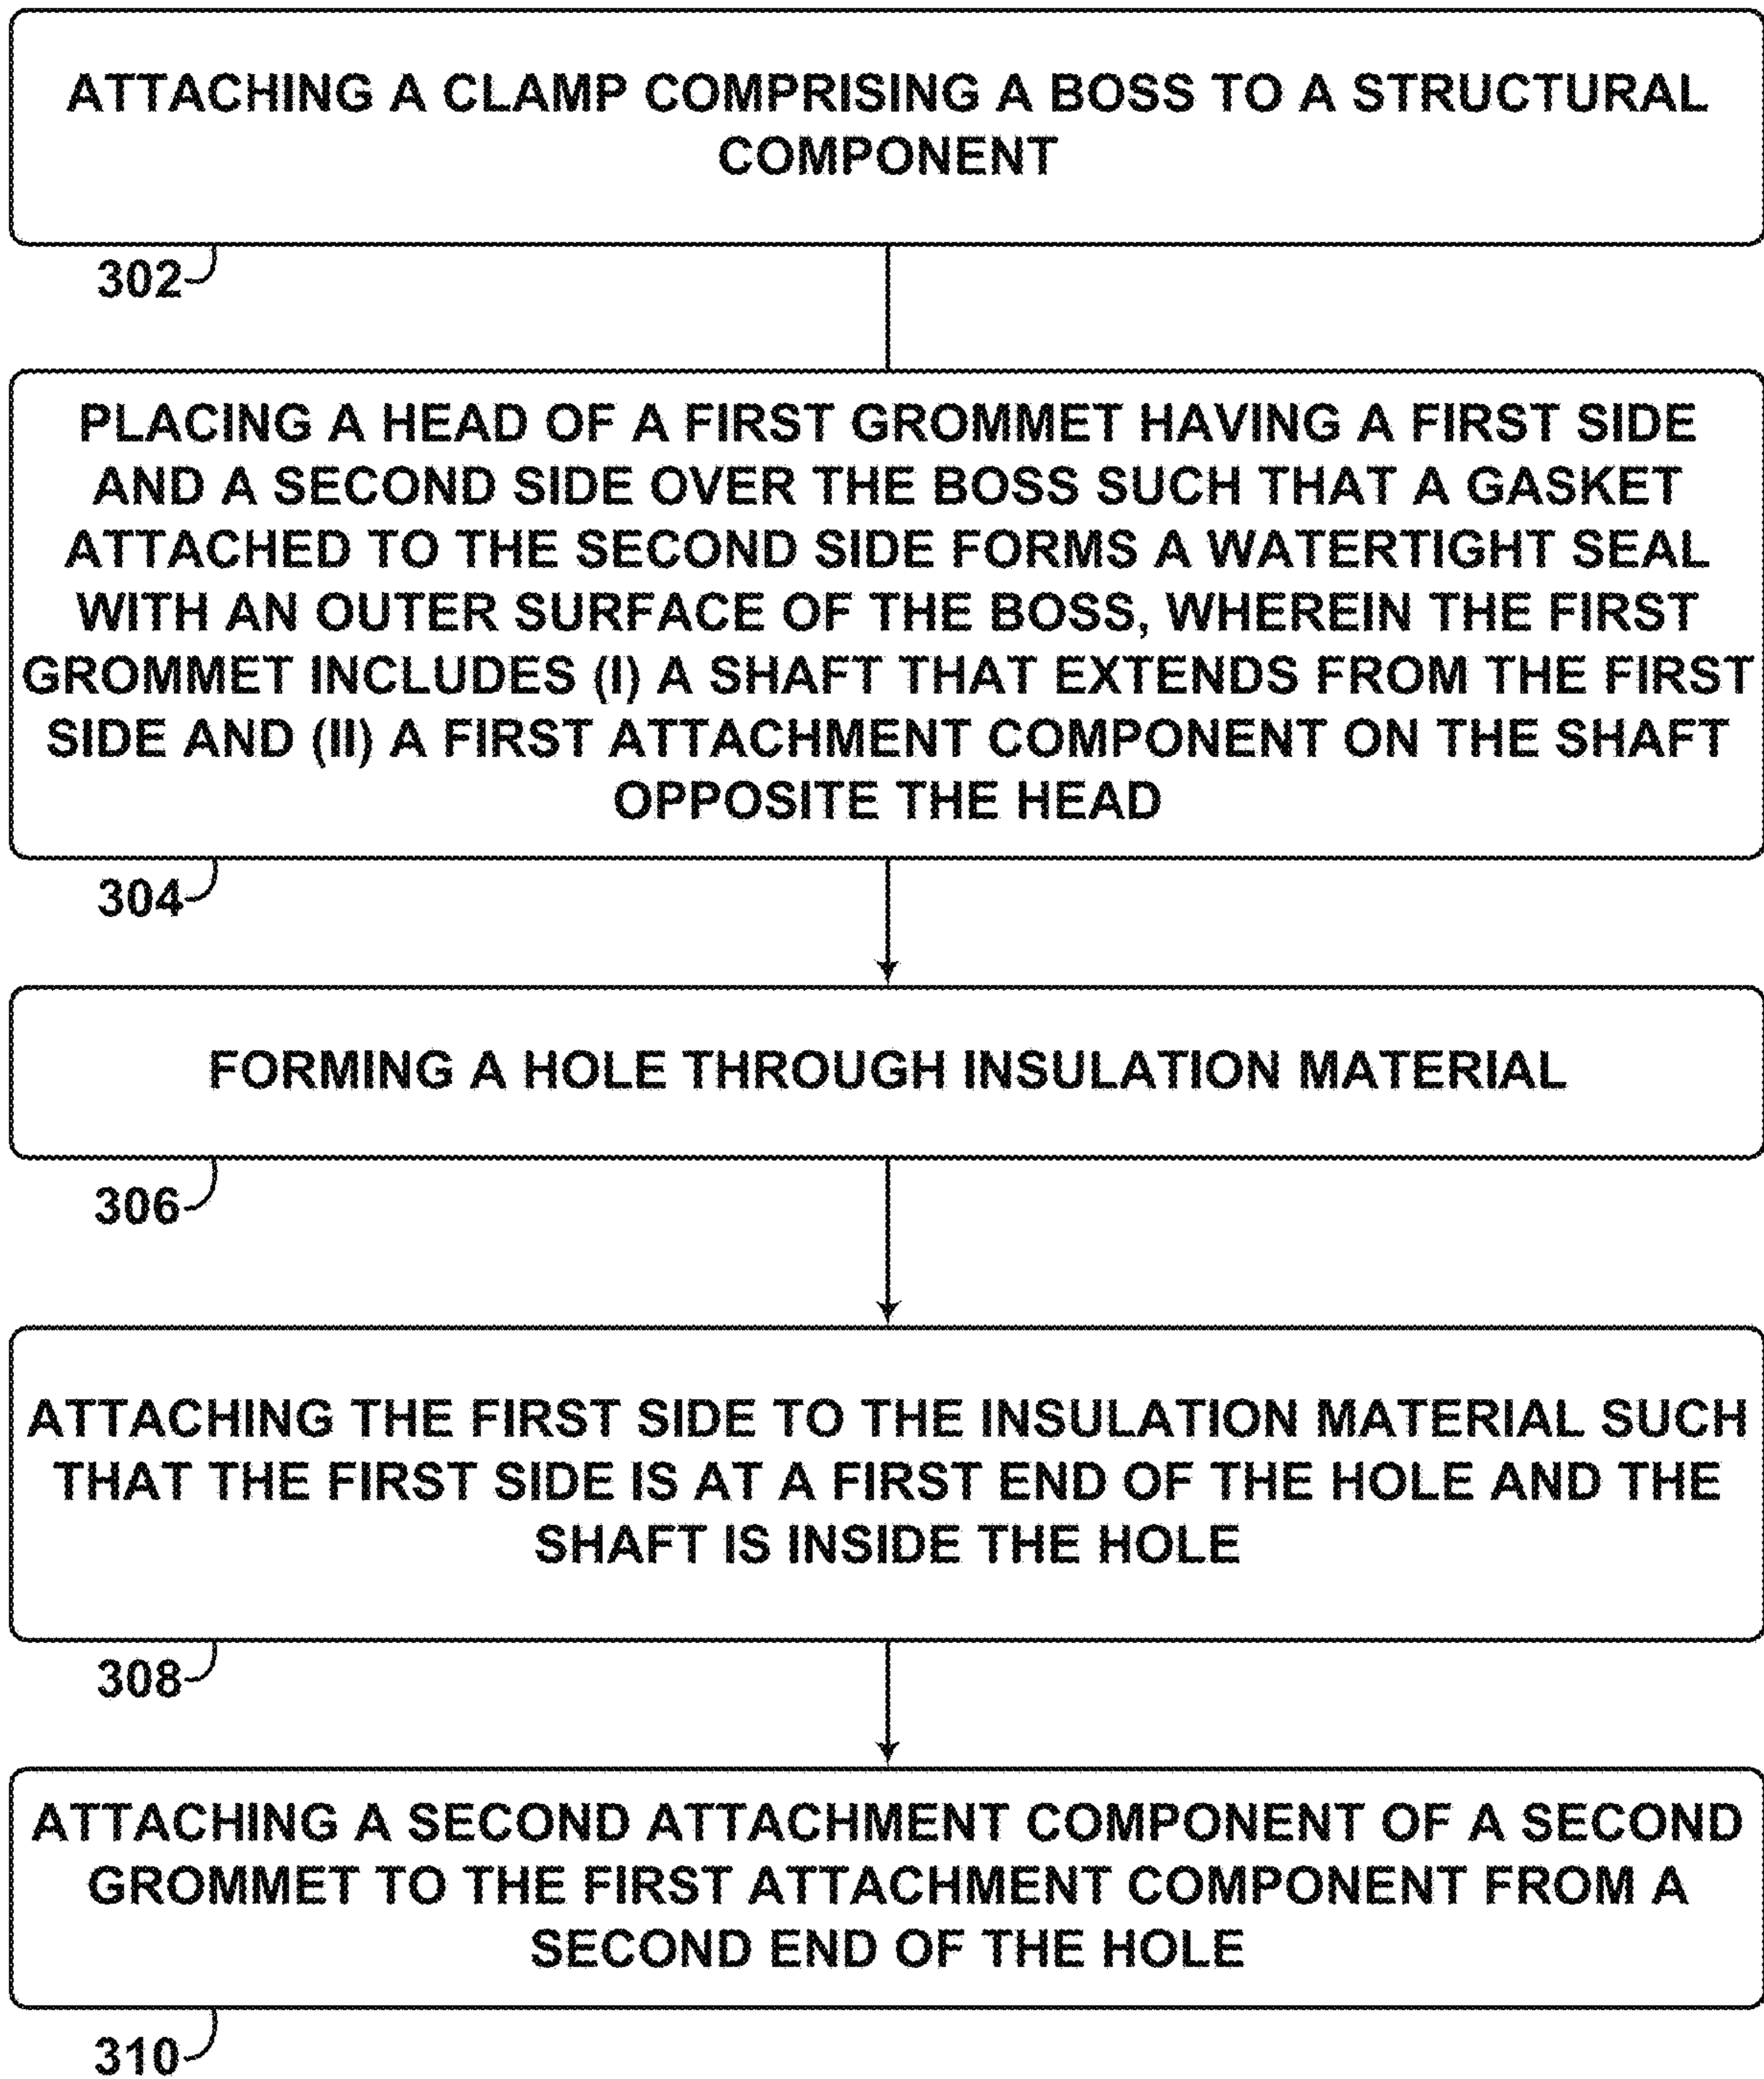 ATTACHING A CLAMP COMPRISING A BOSS TO A STRUCTURAL
COMPONENT
302
PLACING A HEAD OF A FIRST GROMMET HAVING A FIRST SIDE
AND A SECOND SIDE OVER THE BOSS SUCH THAT A GASKET
ATTACHED TO THE SECOND SIDE FORMS A WATERTIGHT SEAL
WITH AN OUTER SURFACE OF THE BOSS, WHEREIN THE FIRST
GROMMET INCLUDES (I) A SHAFT THAT EXTENDS FROM THE FIRST
SIDE AND (II) A FIRST ATTACHMENT COMPONENT ON THE SHAFT
OPPOSITE THE HEAD
304
FORMING A HOLE THROUGH INSULATION MATERIAL
306
ATTACHING THE FIRST SIDE TO THE INSULATION MATERIAL SUCH
THAT THE FIRST SIDE IS AT A FIRST END OF THE HOLE AND THE
SHAFT IS INSIDE THE HOLE
308
ATTACHING A SECOND ATTACHMENT COMPONENT OF A SECOND
GROMMET TO THE FIRST ATTACHMENT COMPONENT FROM A
SECOND END OF THE HOLE
310